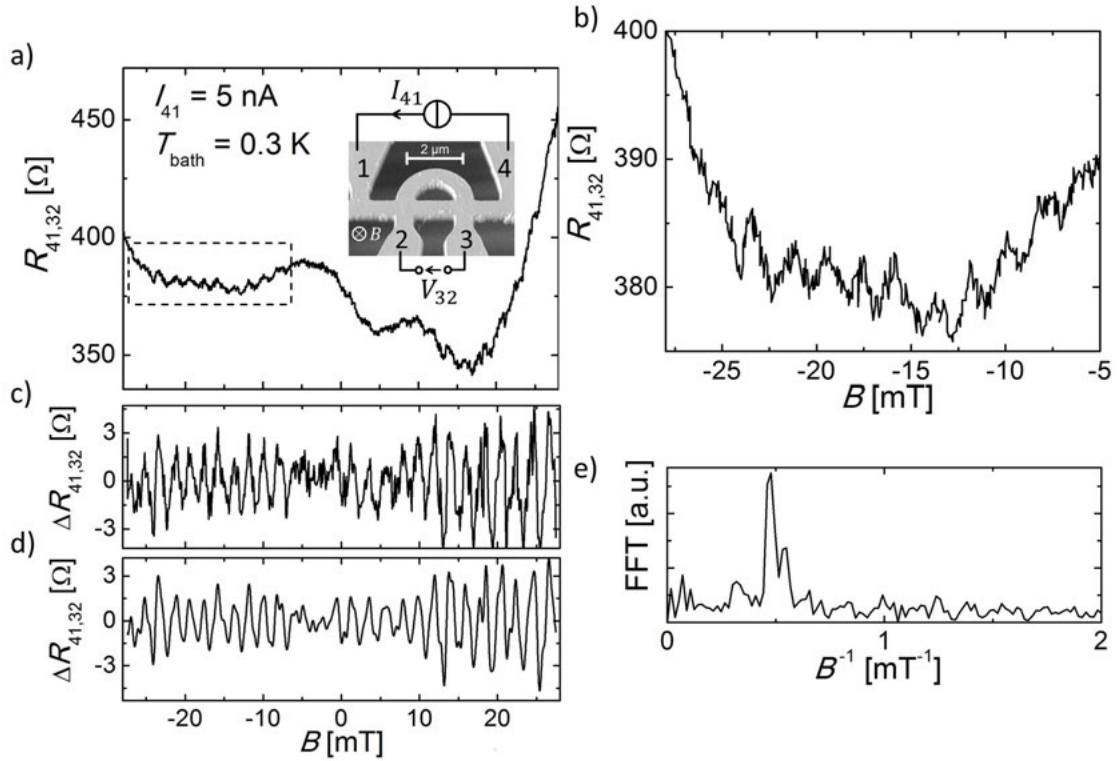 a)
R₄₁,₃₂ [Ω]
450
400
350
I₄₁ = 5 nA
T_bath = 0.3 K
I₄₁
2 µm
1
4
⊗ B
2
3
V₃₂
b)
R₄₁,₃₂ [Ω]
400
390
380
-25
-20
-15
-10
-5
B [mT]
c)
ΔR₄₁,₃₂ [Ω]
3
0
-3
d)
ΔR₄₁,₃₂ [Ω]
3
0
-3
-20
-10
0
10
20
B [mT]
e)
FFT [a.u.]
0
1
2
B⁻¹ [mT⁻¹]